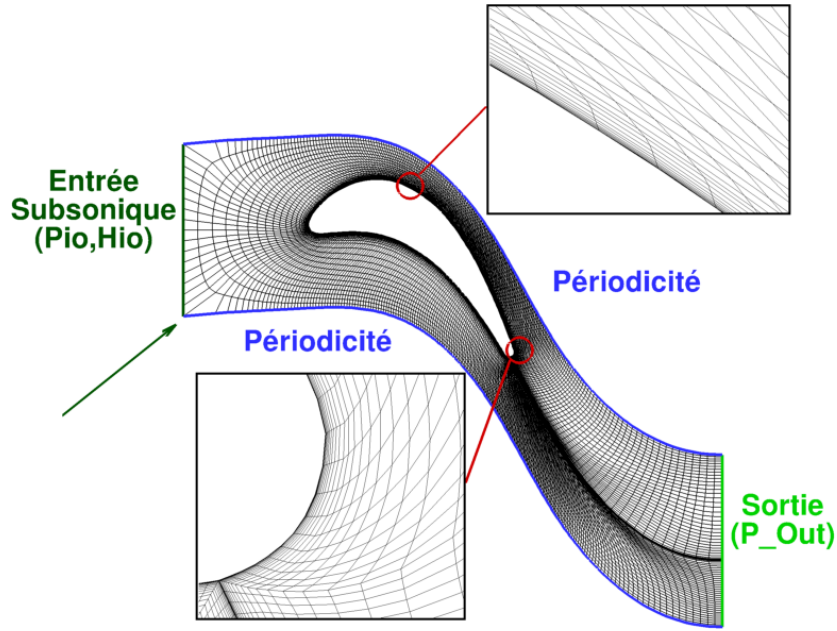 Entrée
Subsonique
(Pio,Hio)
Périodicité
Périodicité
Sortie
(P_Out)